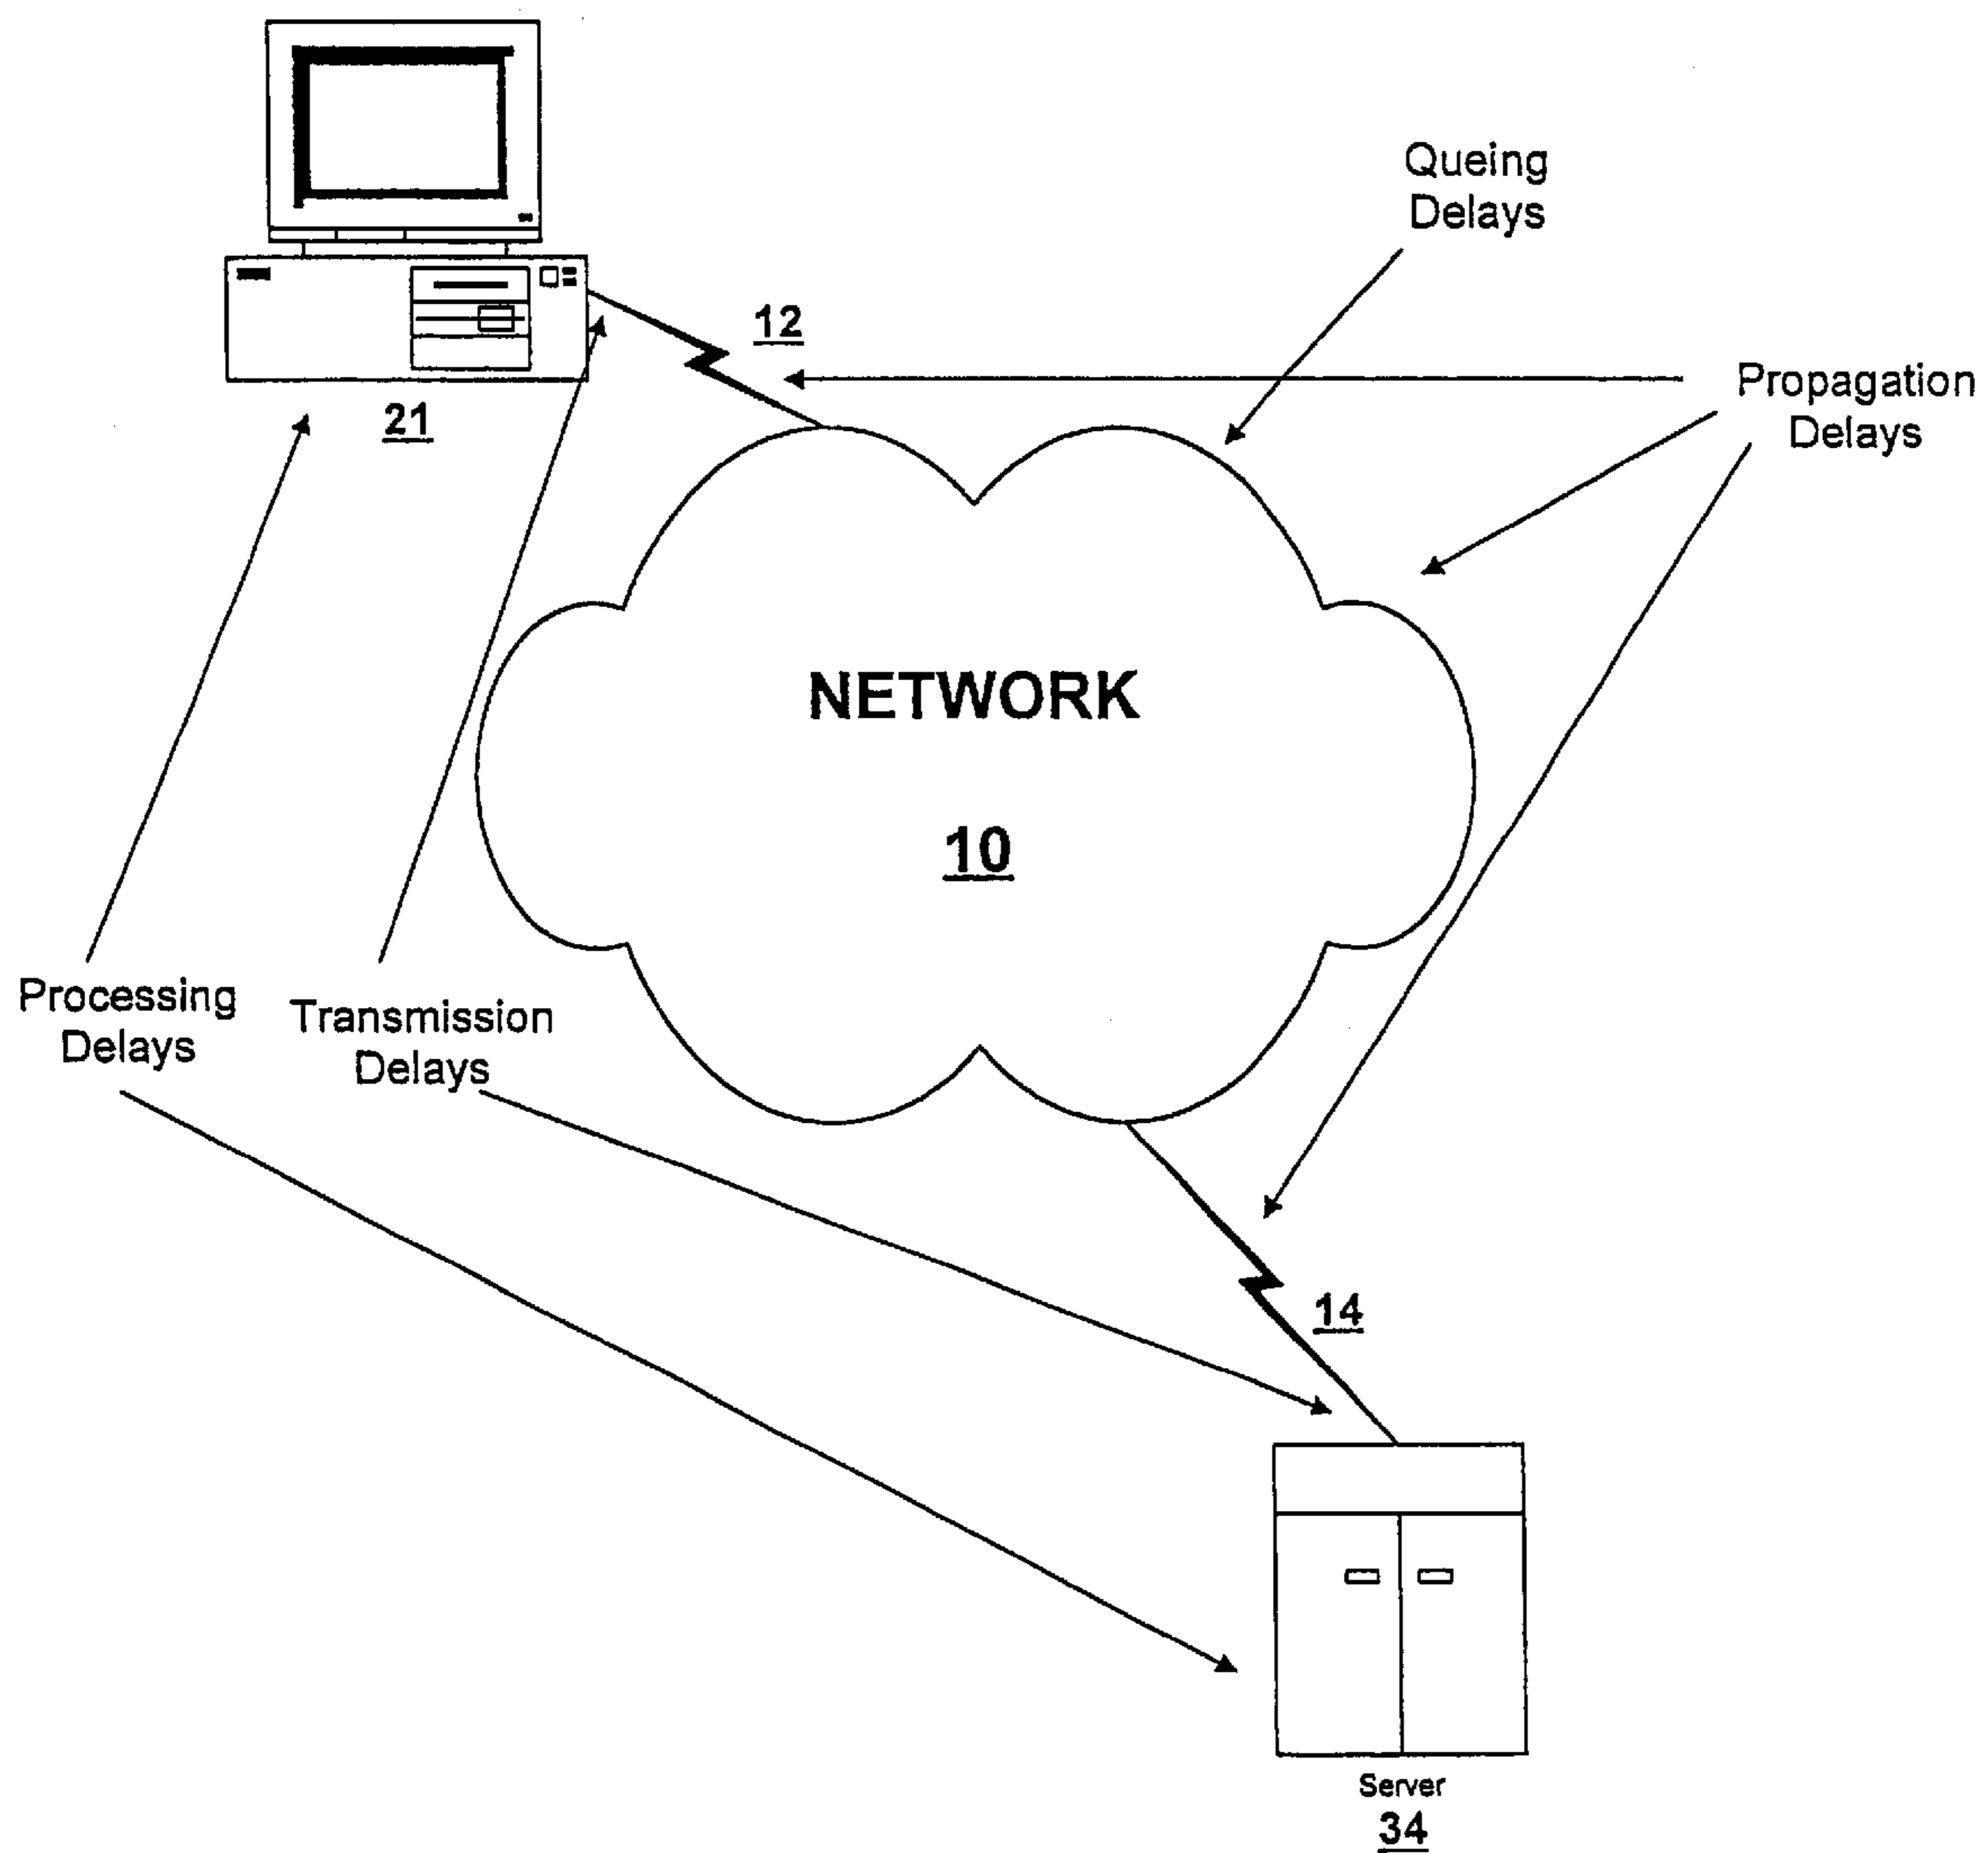 Queing
Delays
12
Propagation
Delays
21
NETWORK
10
Processing
Delays
Transmission
Delays
14
Server
34